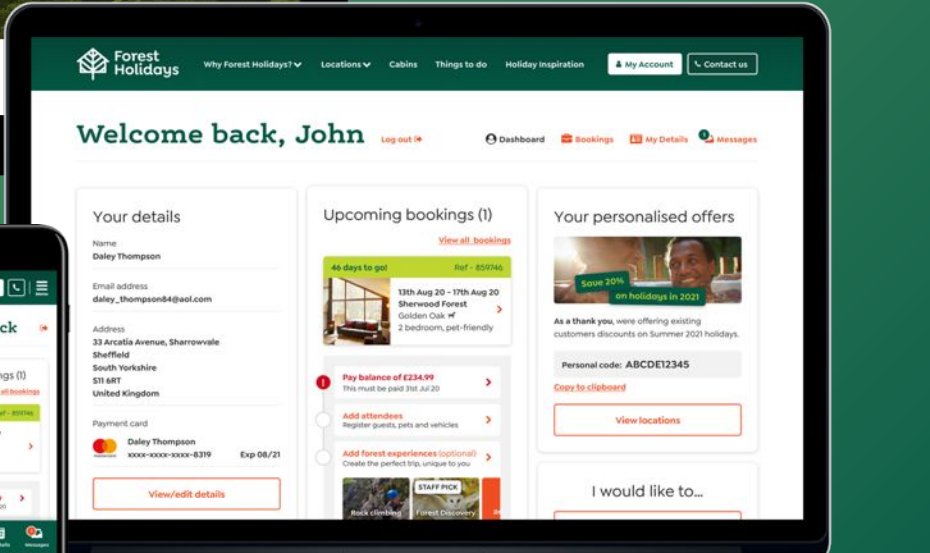 Forest
Holidays
Why Forest Holidays?
Locations
Cabins
Things to do
Holiday Inspiration
My Account
Contact us
Welcome back, John
Log out
Dashboard
Bookings
My Details
1
Messages
Your details
Name
Daley Thompson
Email address
daley_thompson84@aol.com
Address
33 Arcatia Avenue, Sharrowvale
Sheffield
South Yorkshire
S11 6RT
United Kingdom
Payment card
mastercard
Daley Thompson
xxxx-xxxx-xxxx-8319
Exp 08/21
View/edit details
Upcoming bookings (1)
View all bookings
46 days to go!
Ref - 859746
13th Aug 20 - 17th Aug 20
Sherwood Forest
Golden Oak
2 bedroom, pet-friendly
Pay balance of £234.99
This must be paid 31st Jul 20
Add attendees
Register guests, pets and vehicles
Add forest experiences (optional)
Create the perfect trip, unique to you
STAFF PICK
Rock climbing
Forest Discovery
Your personalised offers
Save 20%
on holidays in 2021
As a thank you, were offering existing
customers discounts on Summer 2021 holidays.
Personal code: ABCDE12345
Copy to clipboard
View locations
I would like to...
Menu
ck
ngs (1)
all bookings
ef - 859746
Messages